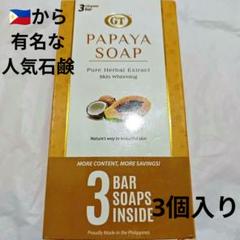 🇵🇭から
有名な
人気石鹸
GT
PAPAYA
SOAP
Pure Herbal Extract
Skin Whitening
Nature's way to beautiful skin
MORE CONTENT, MORE SAVINGS!
3 BAR
SOAPS
INSIDE
3個入り
Proudly Made in the Philippines